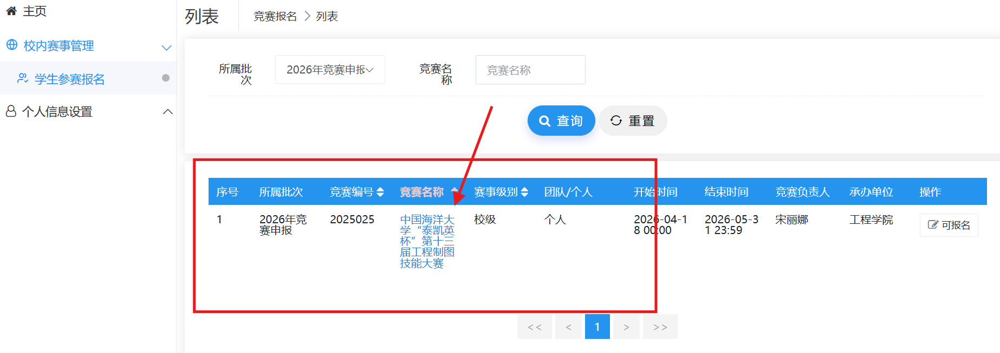 主页
校内赛事管理
学生参赛报名
个人信息设置
列表
竞赛报名 > 列表
所属批
次
2026年竞赛申报
竞赛名
称
竞赛名称
查询
重置
序号 所属批次 竞赛编号 竞赛名称 赛事级别 团队/个人 开始时间 结束时间 竞赛负责人 承办单位 操作
1 2026年竞 2025025 中国海洋大 校级 个人 2026-04-1 2026-05-3 宋丽娜 工程学院 可报名
赛申报 学“泰凯英 8 00:00 1 23:59
杯”第十三
届工程制图
技能大赛
<< < 1 > >>